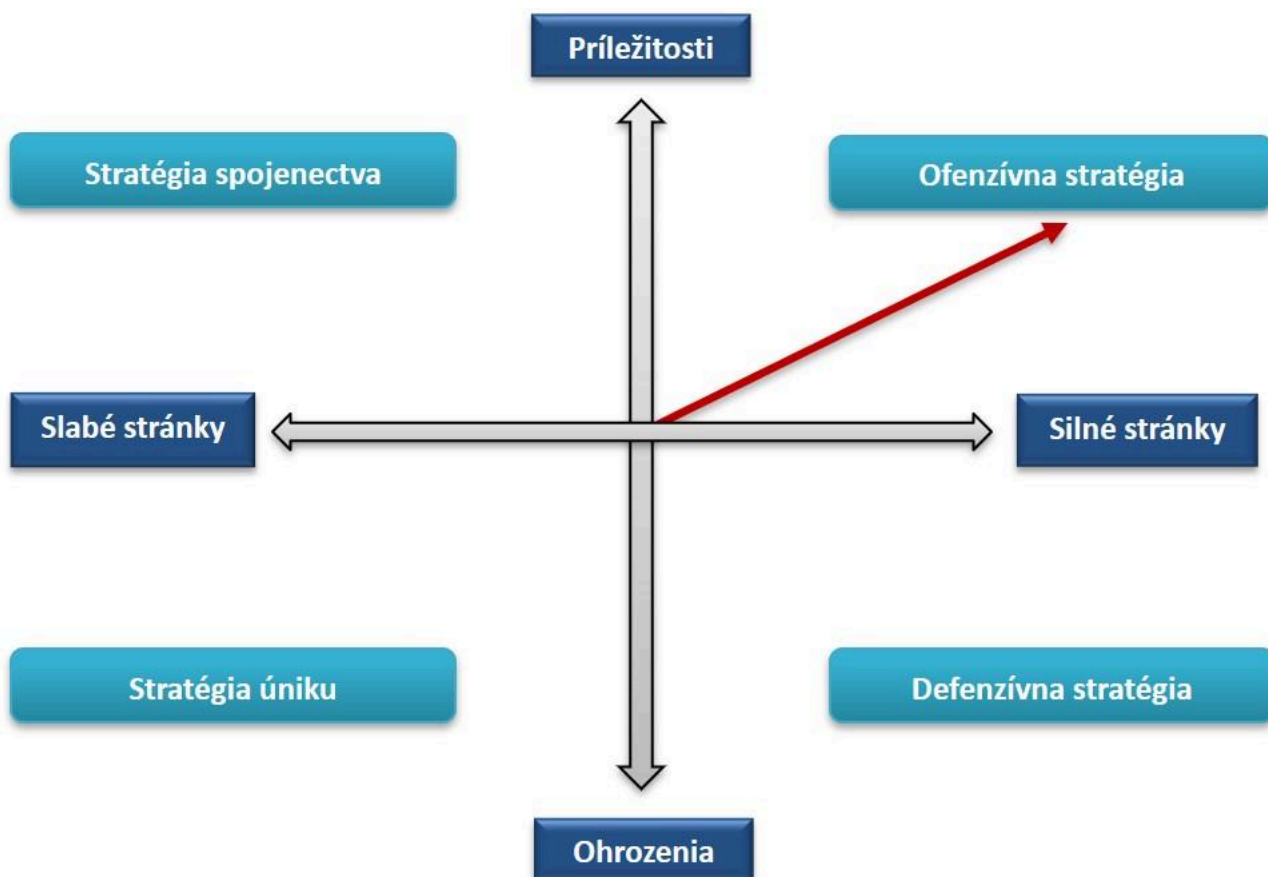 Príležitosti
Stratégia spojenectva
Ofenzívna stratégia
Slabé stránky
Silné stránky
Stratégia úniku
Defenzívna stratégia
Ohrozenia